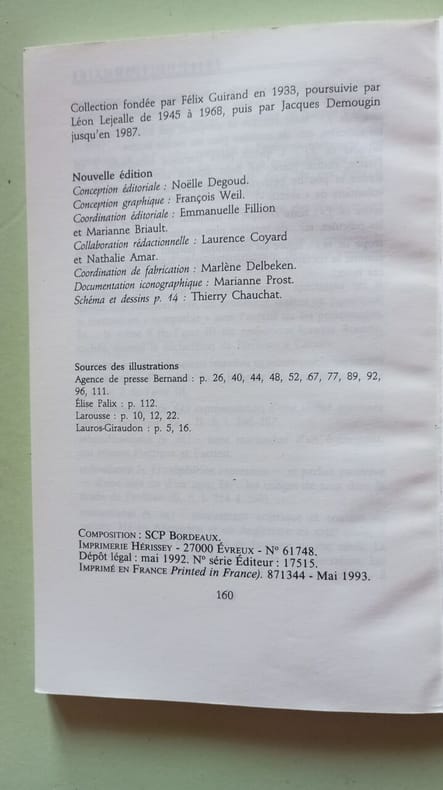 Collection fondée par Félix Guirand en 1933, poursuivie par
Léon Lejealle de 1945 à 1968, puis par Jacques Demougin
jusqu'en 1987.
Nouvelle édition
Conception éditoriale : Noëlle Degoud.
Conception graphique : François Weil.
Coordination éditoriale : Emmanuelle Fillion
et Marianne Briault.
Collaboration rédactionnelle : Laurence Coyard
et Nathalie Amar.
Coordination de fabrication : Marlène Delbeken.
Documentation iconographique : Marianne Prost.
Schéma et dessins p. 14 : Thierry Chauchat.
Sources des illustrations
Agence de presse Bernand : p. 26, 40, 44, 48, 52, 67, 77, 89, 92,
96, 111.
Élise Palix : p. 112.
Larousse : p. 10, 12, 22.
Lauros-Giraudon : p. 5, 16.
COMPOSITION : SCP BORDEAUX.
IMPRIMERIE HÉRISSEY - 27000 ÉVREUX - N° 61748.
Dépôt légal : mai 1992. N° série Éditeur : 17515.
IMPRIMÉ EN FRANCE Printed in France). 871344 - Mai 1993.
160